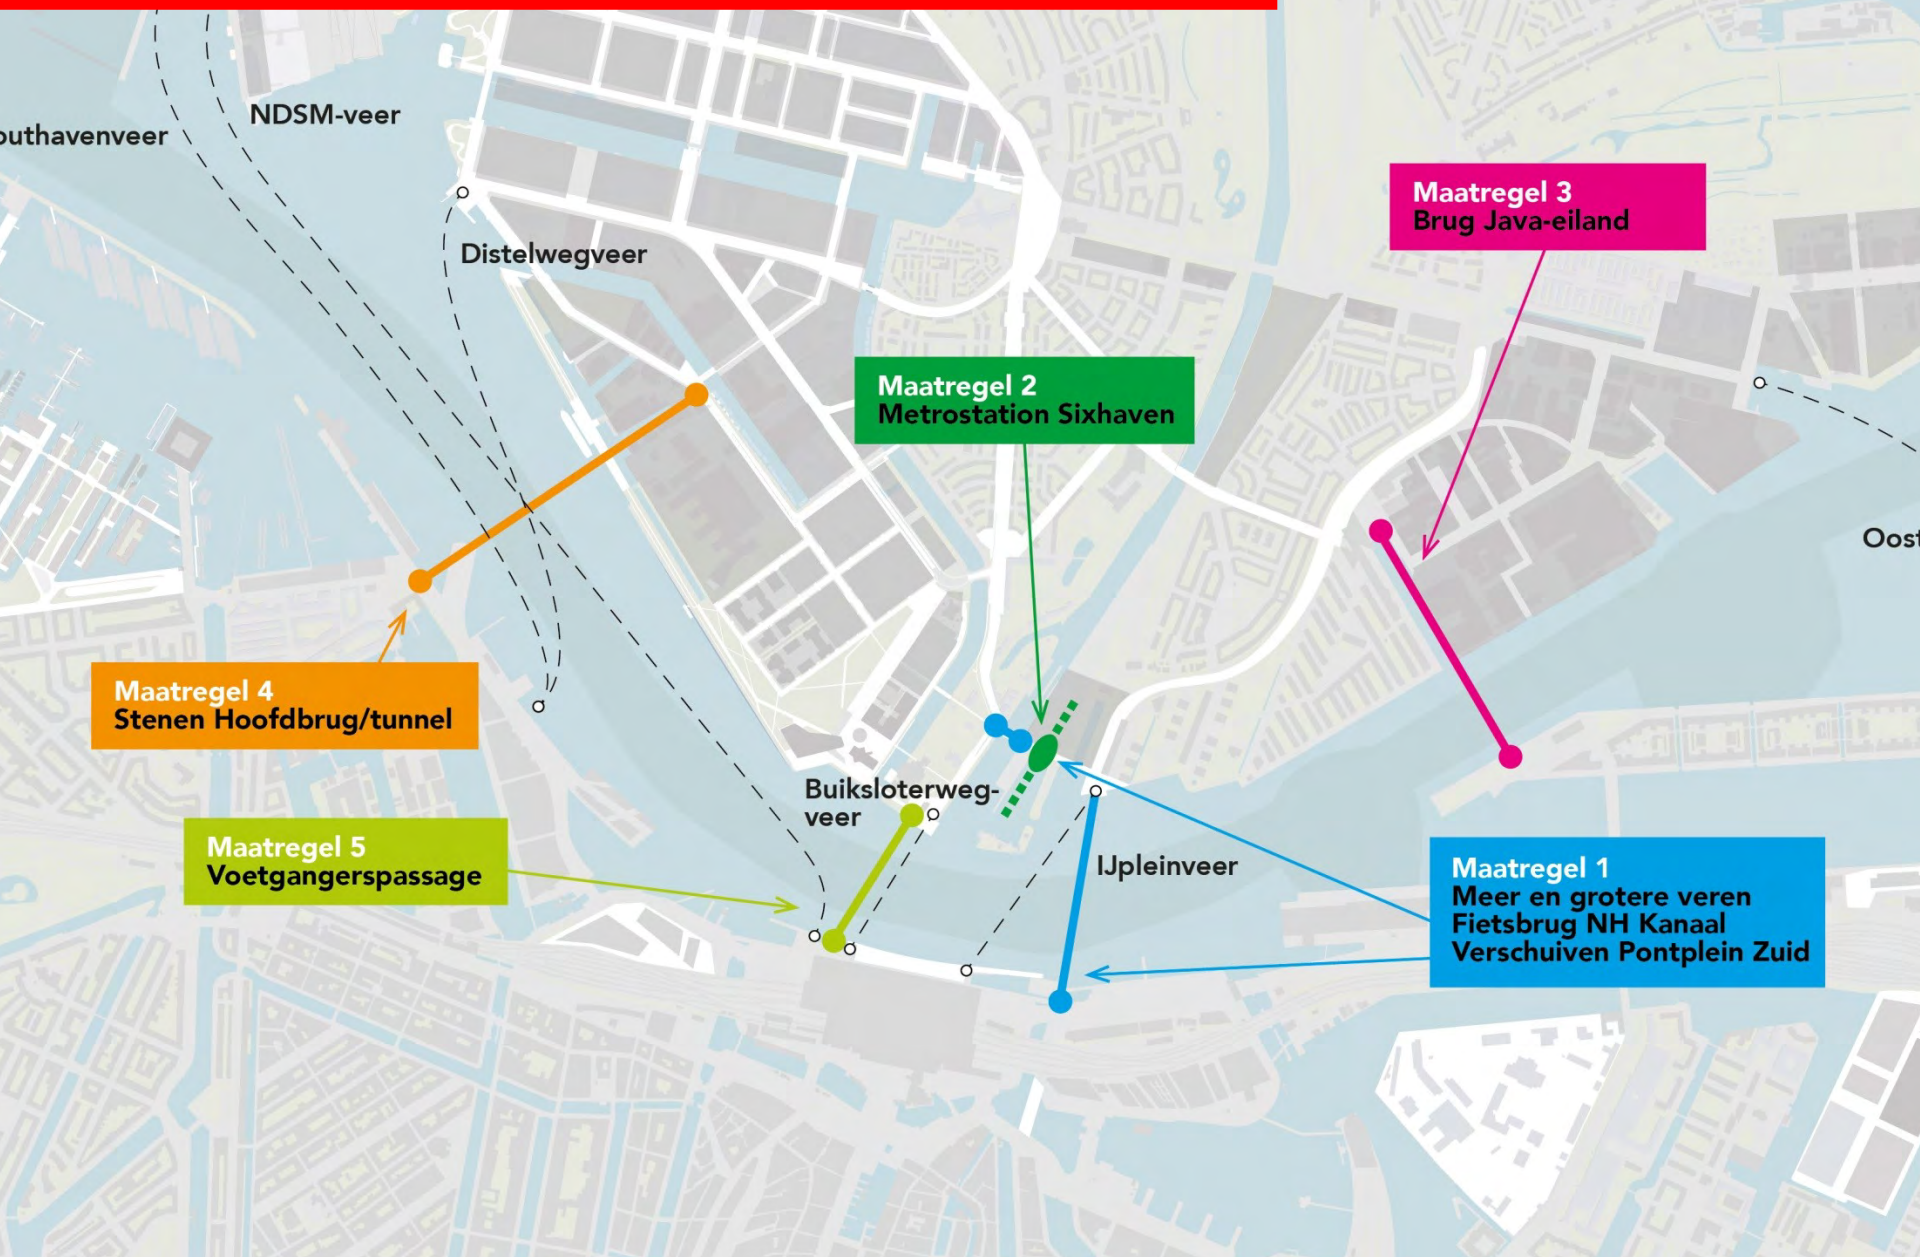 NDSM-veer
outhavenveer
Maatregel 3
Brug Java-eiland
Distelwegveer
Maatregel 2
Metrostation Sixhaven
Oost
Maatregel 4
Stenen Hoofdbrug/tunnel
Buiksloterweg-
veer
Maatregel 5
Voetgangerspassage
IJpleinveer
Maatregel 1
Meer en grotere veren
Fietsbrug NH Kanaal
Verschuiven Pontplein Zuid